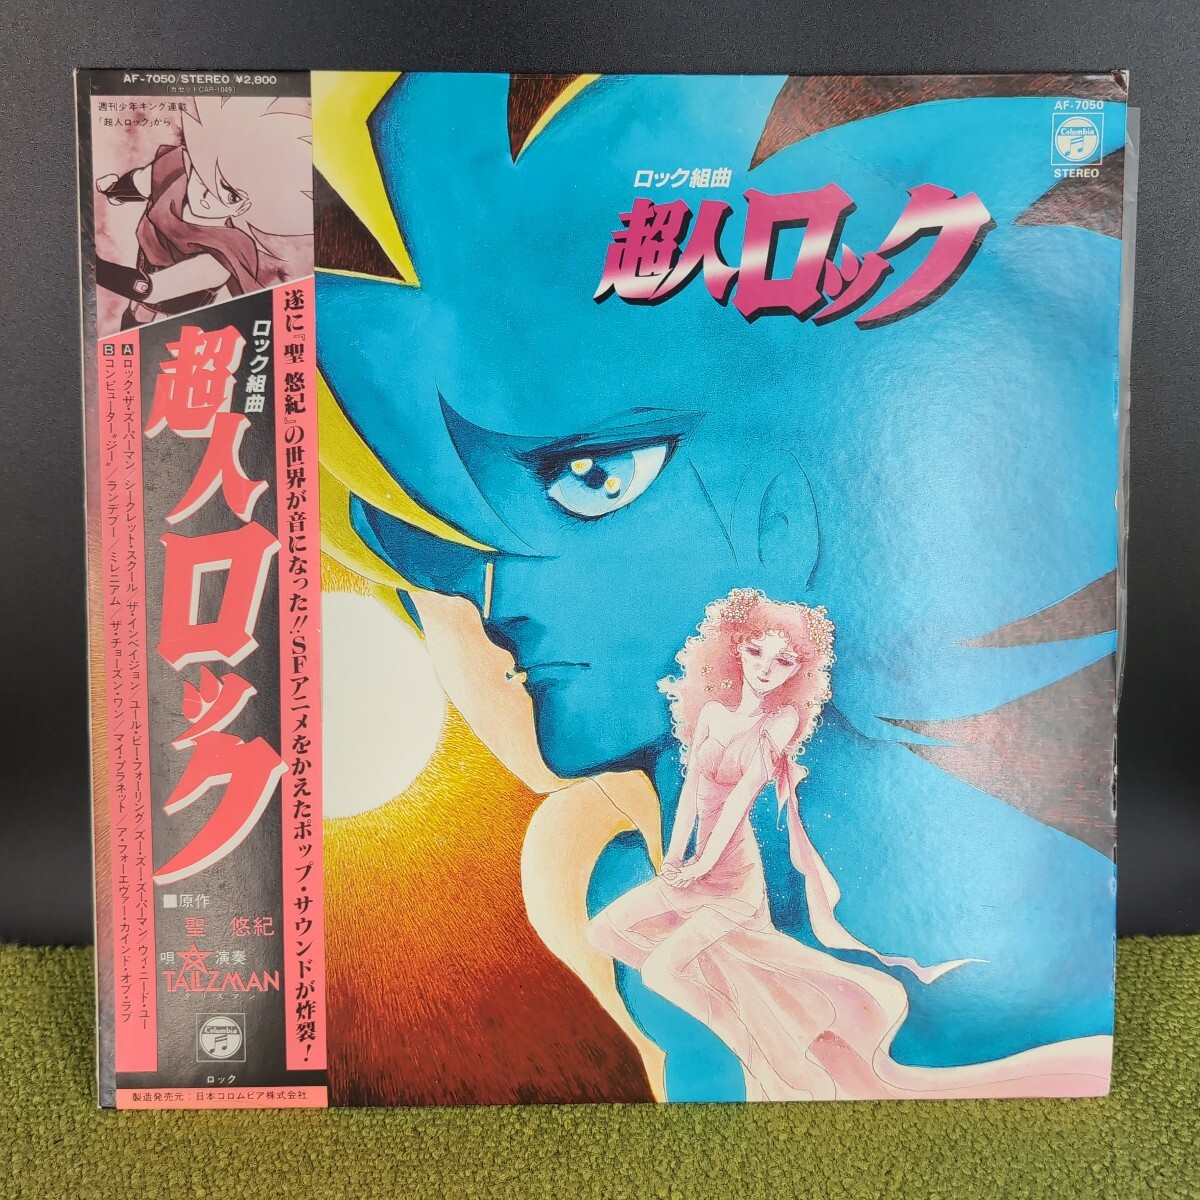 AF-7050/STEREO/¥2,800
〔カセットCAR-1049〕
週刊少年キング連載
「超人ロック」から
ロック組曲
超人ロック
遂に『聖 悠紀』の世界が音になった!!SFアニメをかえたポップ・サウンドが炸裂!
A ロック・ザ・スーパーマン/シークレット・スクール/ザ・インベイジョン/ユール・ビー・フォーリング/ズー・ズー・ズーパーマン/ウィ・ニード・ユー
B コンピューター“ジー”/ランデブー/ミレニアム/ザ・チョーズン・ワン/マイ・プラネット/ア・フォーエヴァー・カインド・オブ・ラブ
■原作
聖 悠紀
唄 演奏
TALIZMAN
タリスマン
Columbia
ロック
製造発売元:日本コロムビア株式会社
AF-7050
Columbia
STEREO
ロック組曲
超人ロック